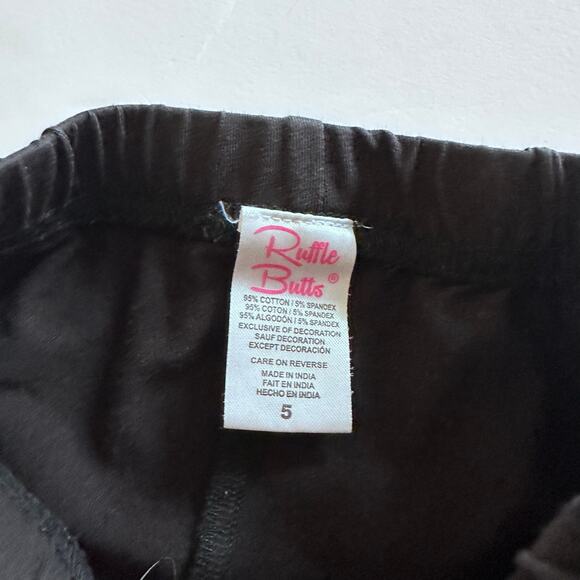 Ruffle
Butts®
95% COTTON / 5% SPANDEX
95% COTON / 5% SPANDEX
95% ALGODÓN / 5% SPANDEX
EXCLUSIVE OF DECORATION
SAUF DECORATION
EXCEPT DECORACIÓN
CARE ON REVERSE
MADE IN INDIA
FAIT EN INDIA
HECHO EN INDIA
5